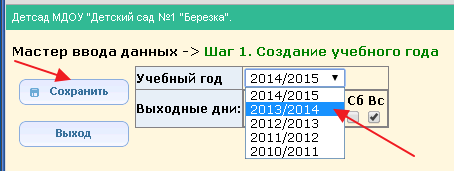 Детсад МДОУ "Детский сад №1 "Березка".
Мастер ввода данных -> Шаг 1. Создание учебного года
Сохранить
Выход
Учебный год 2014/2015
Выходные дни: Сб Вс
2014/2015
2013/2014
2012/2013
2011/2012
2010/2011